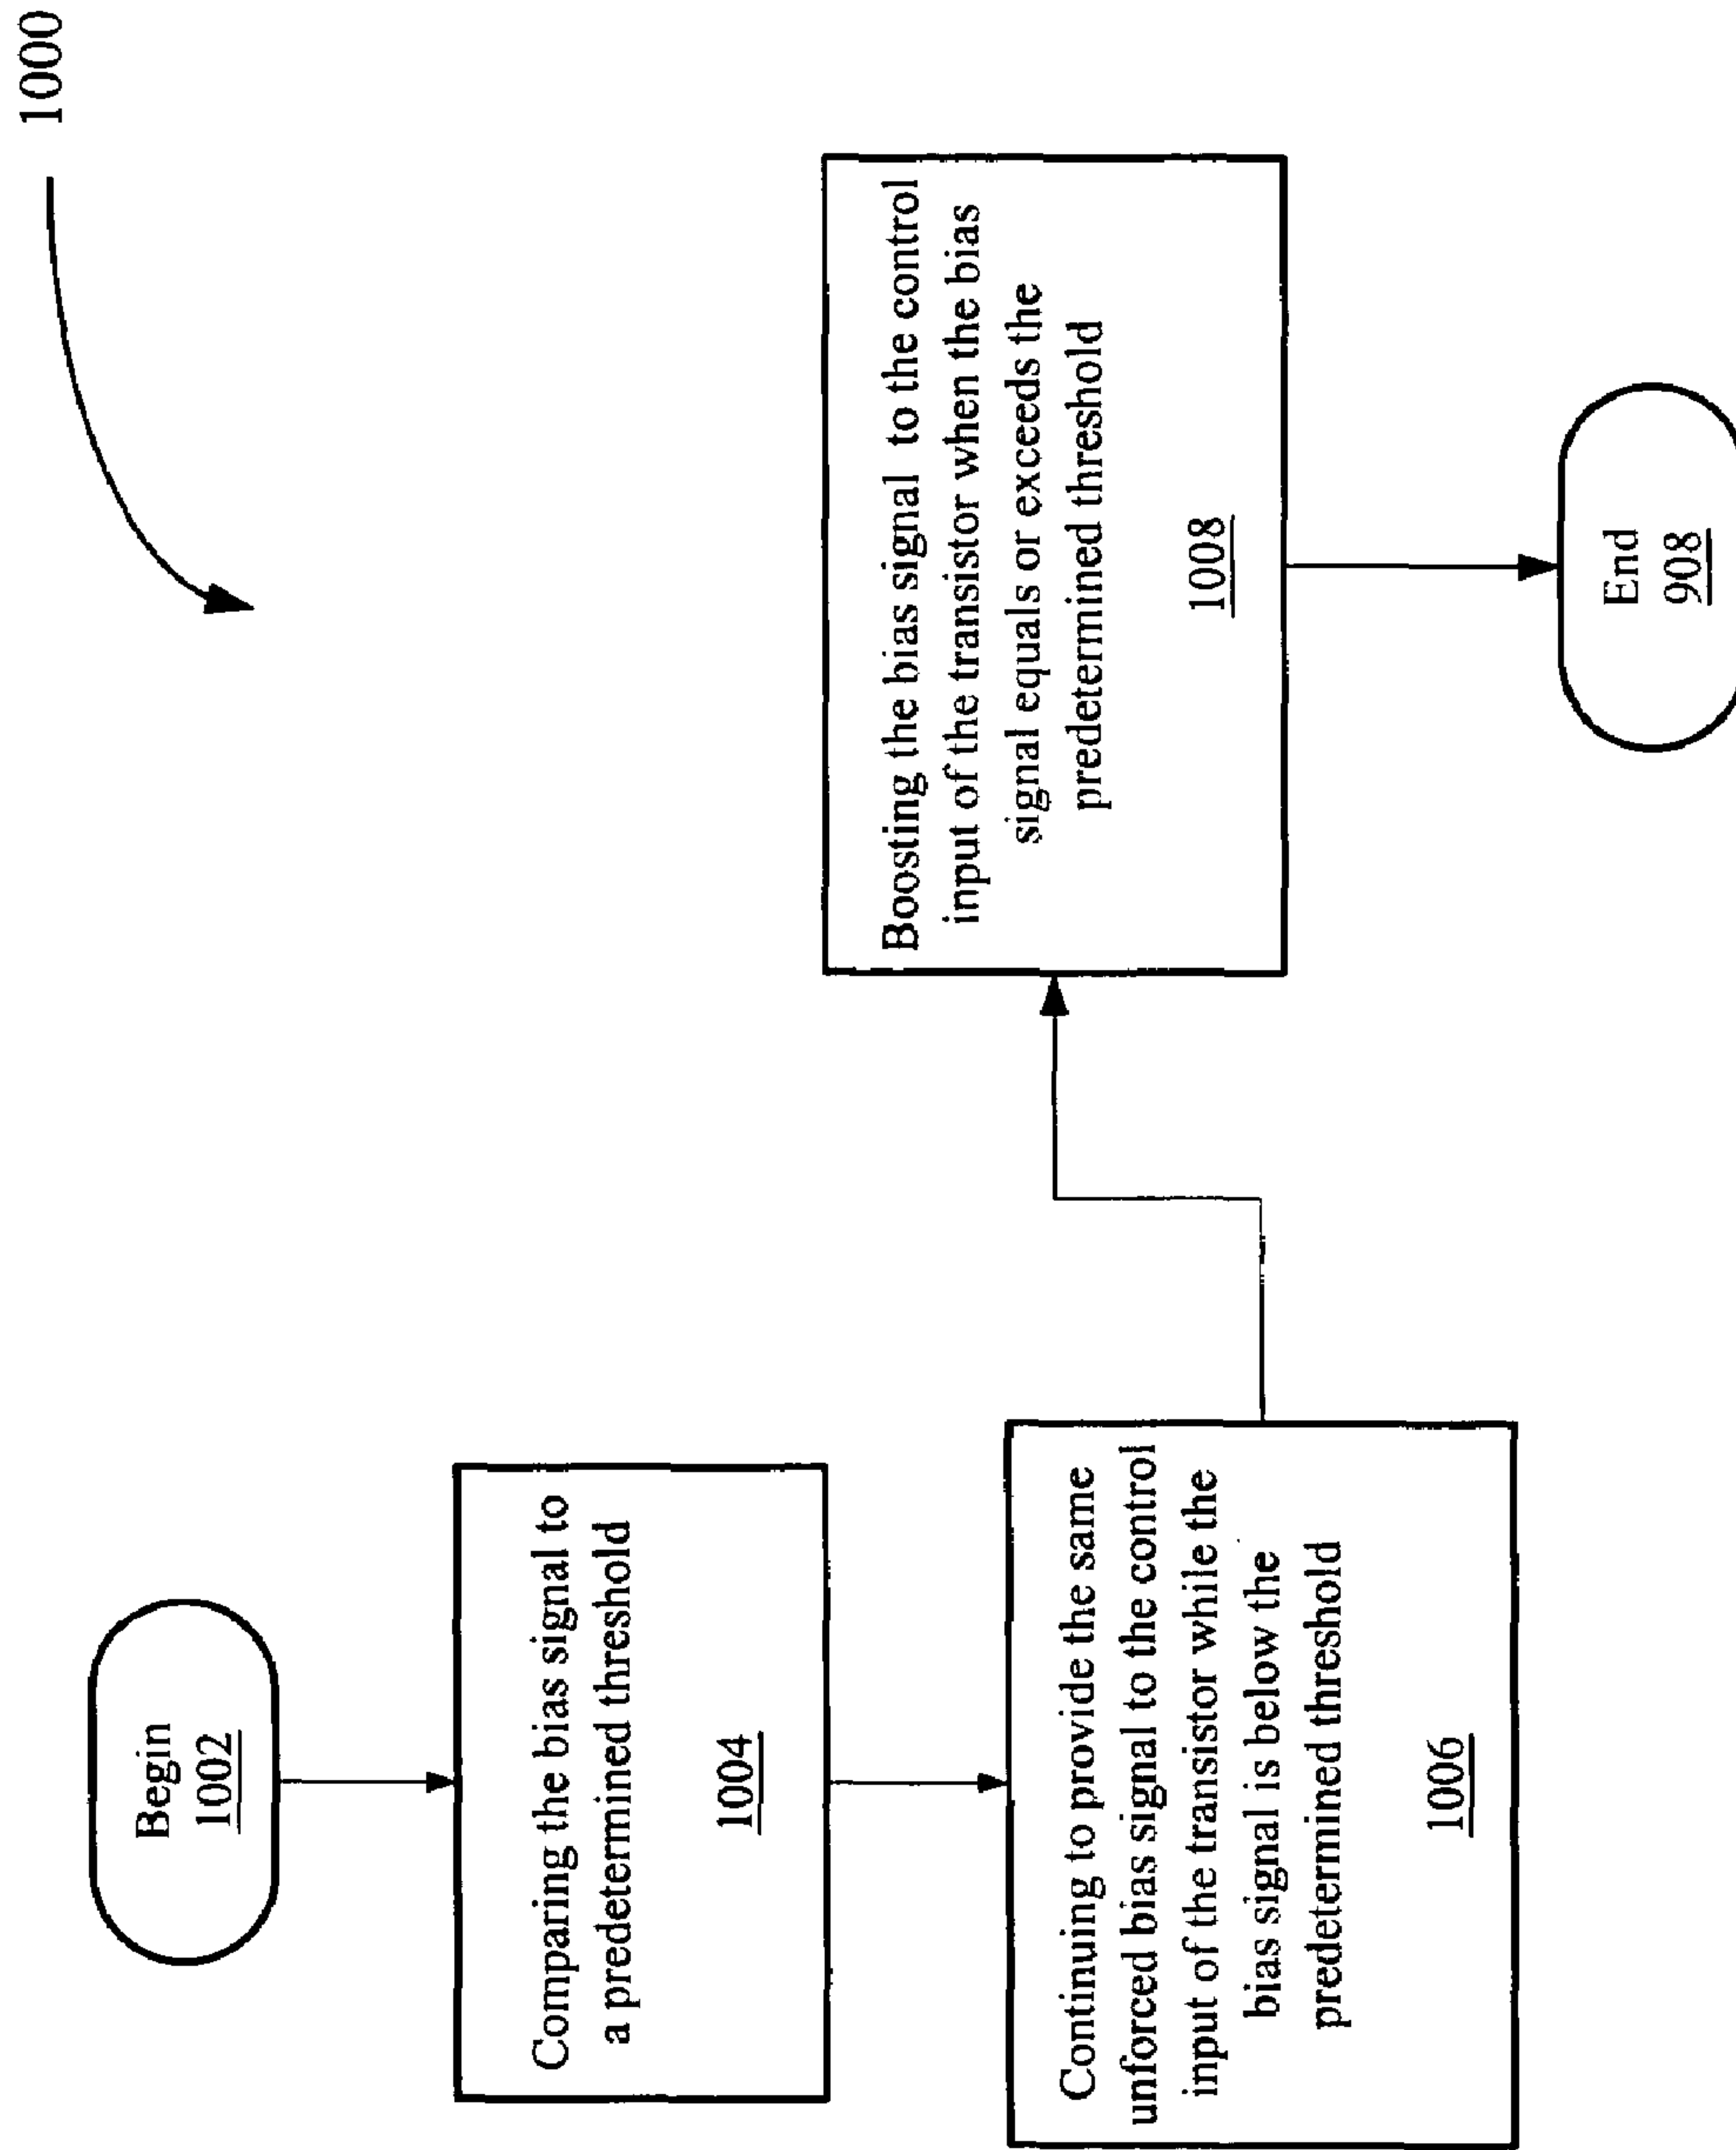 1000
Begin
1002
Comparing the bias signal to
a predetermined threshold
1004
Continuing to provide the same
unforced bias signal to the control
input of the transistor while the
bias signal is below the
predetermined threshold
1006
Boosting the bias signal to the control
input of the transistor when the bias
signal equals or exceeds the
predetermined threshold
1008
End
908